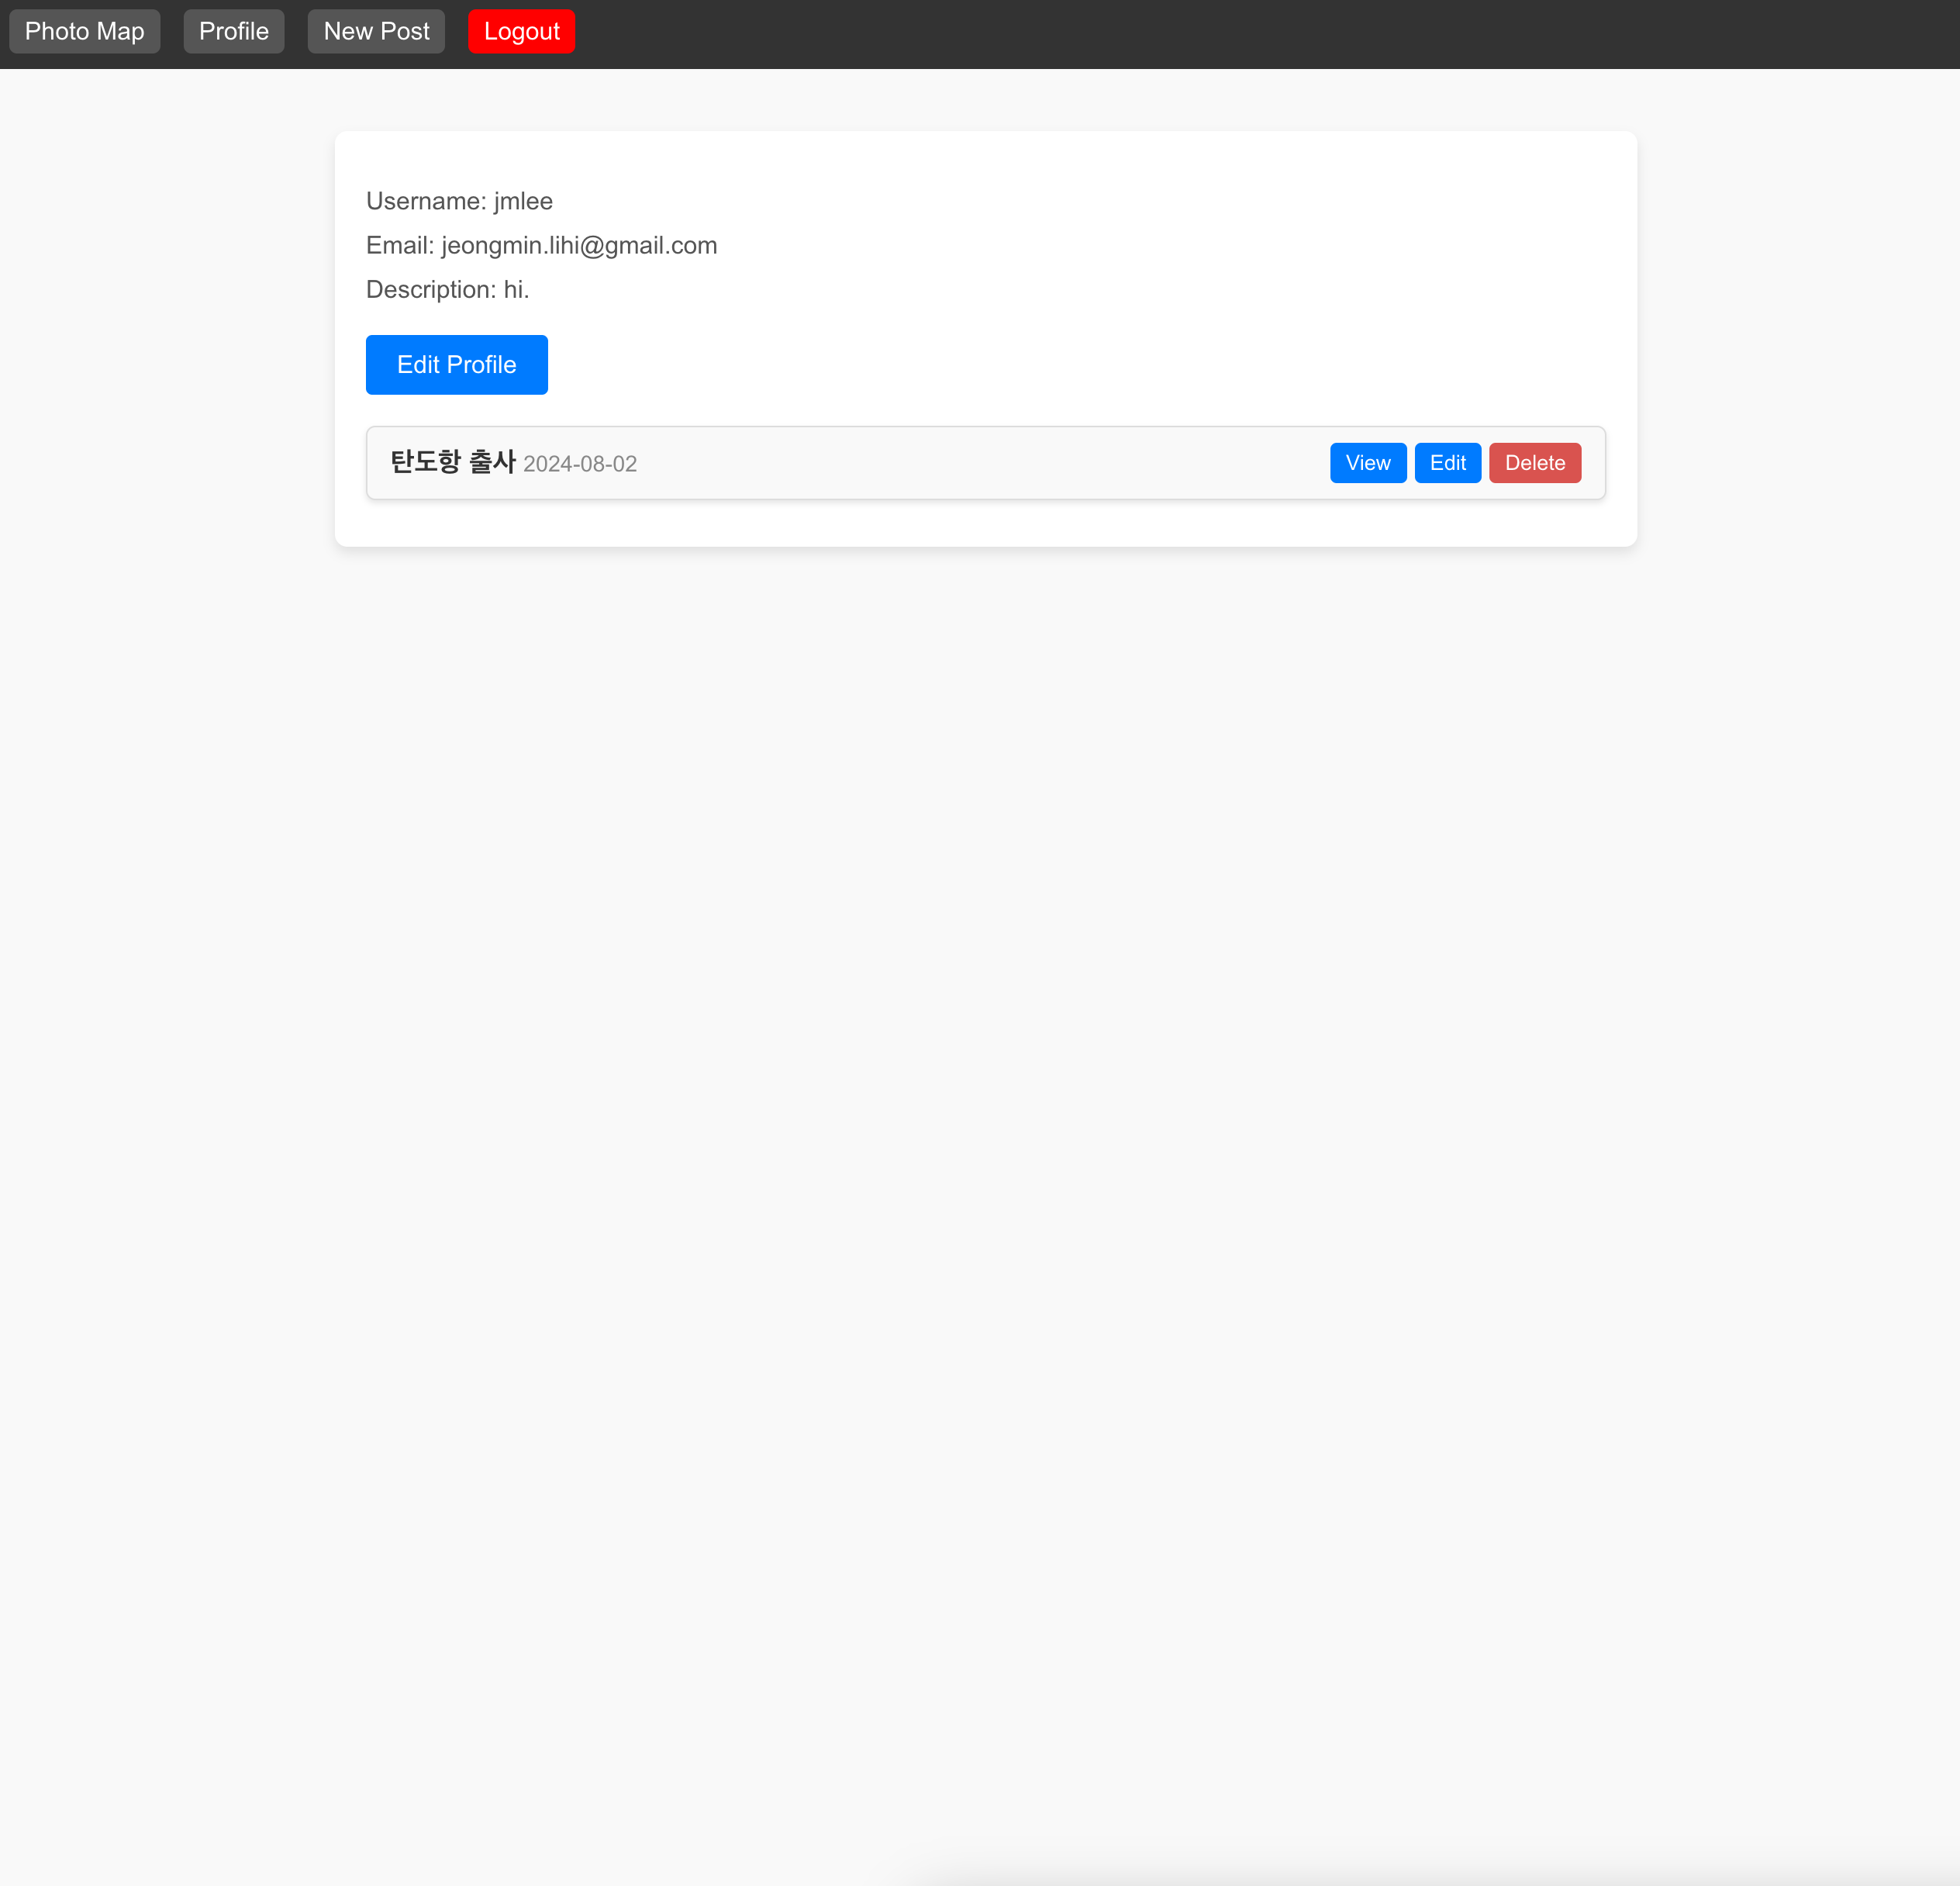 Photo Map Profile New Post Logout
Username: jmlee
Email: jeongmin.lihi@gmail.com
Description: hi.
Edit Profile
탄도항 출사 2024-08-02 View Edit Delete